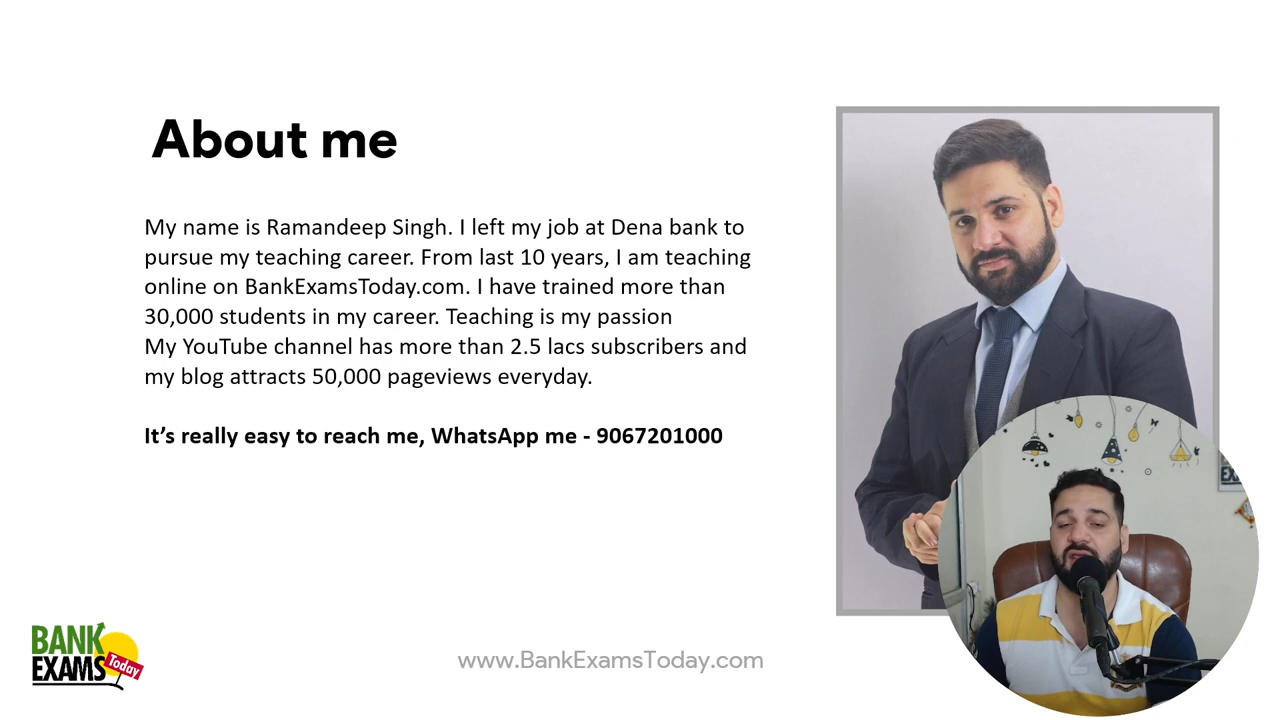 About me
My name is Ramandeep Singh. I left my job at Dena bank to
pursue my teaching career. From last 10 years, I am teaching
online on BankExamsToday.com. I have trained more than
30,000 students in my career. Teaching is my passion
My YouTube channel has more than 2.5 lacs subscribers and
my blog attracts 50,000 pageviews everyday.
It’s really easy to reach me, WhatsApp me - 9067201000
BANK
EXAMS
Today
www.BankExamsToday.com